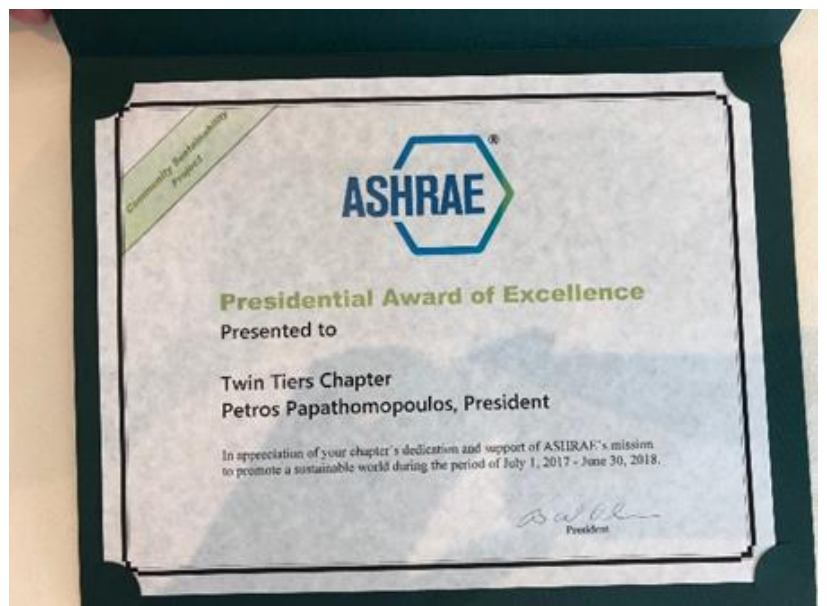 Community Sustainability
Project
ASHRAE®
Presidential Award of Excellence
Presented to
Twin Tiers Chapter
Petros Papathomopoulos, President
In appreciation of your chapter's dedication and support of ASHRAE's mission
to promote a sustainable world during the period of July 1, 2017 - June 30, 2018.
President